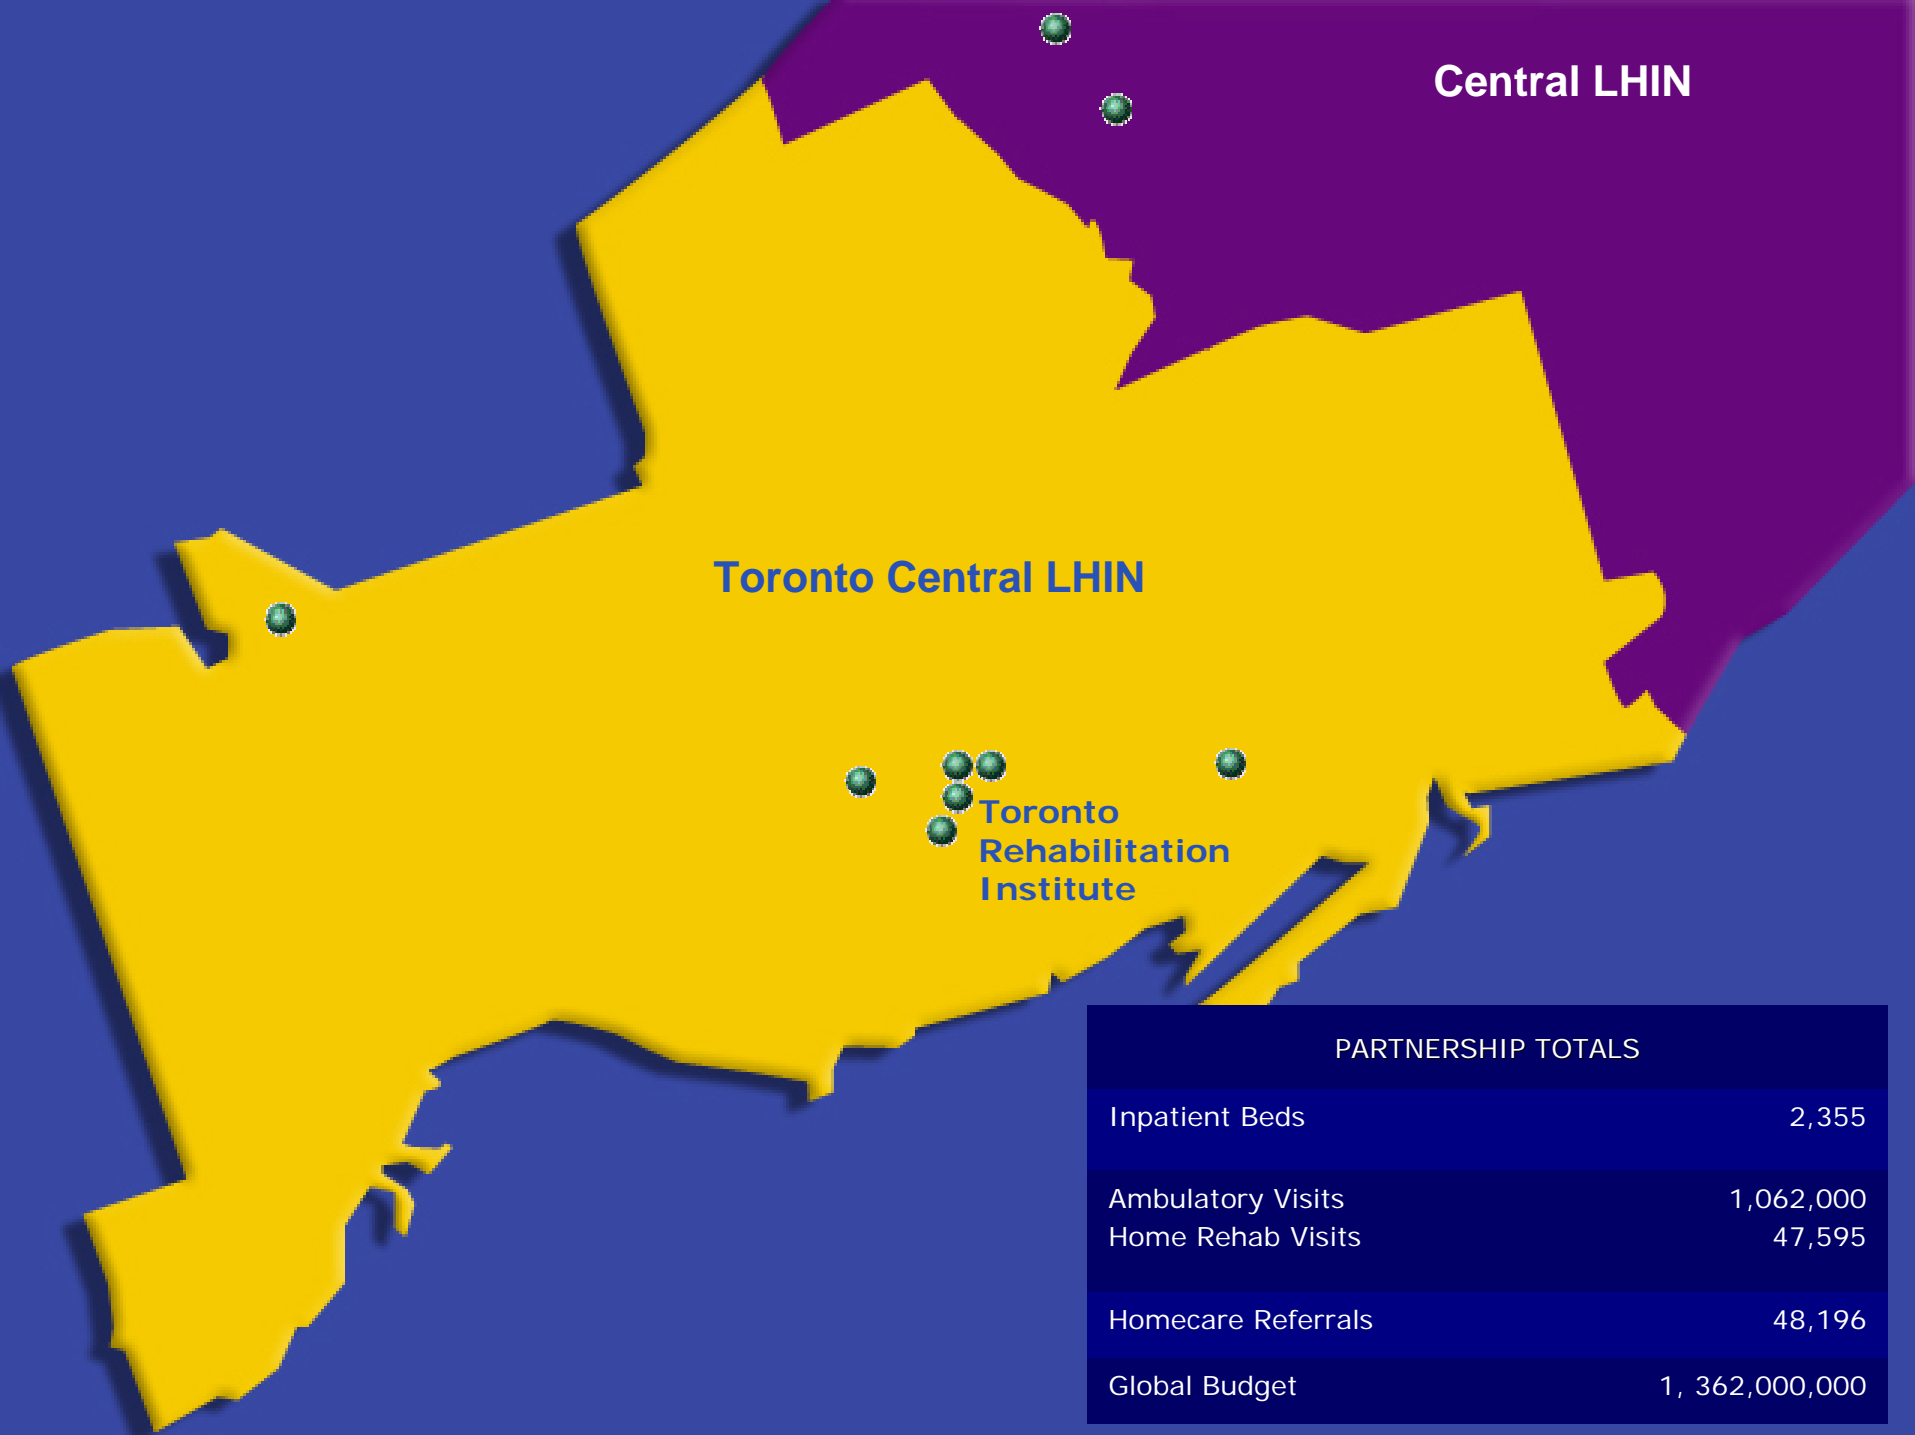 Central LHIN
Toronto Central LHIN
Toronto
Rehabilitation
Institute
PARTNERSHIP TOTALS
Inpatient Beds 2,355
Ambulatory Visits 1,062,000
Home Rehab Visits 47,595
Homecare Referrals 48,196
Global Budget 1, 362,000,000